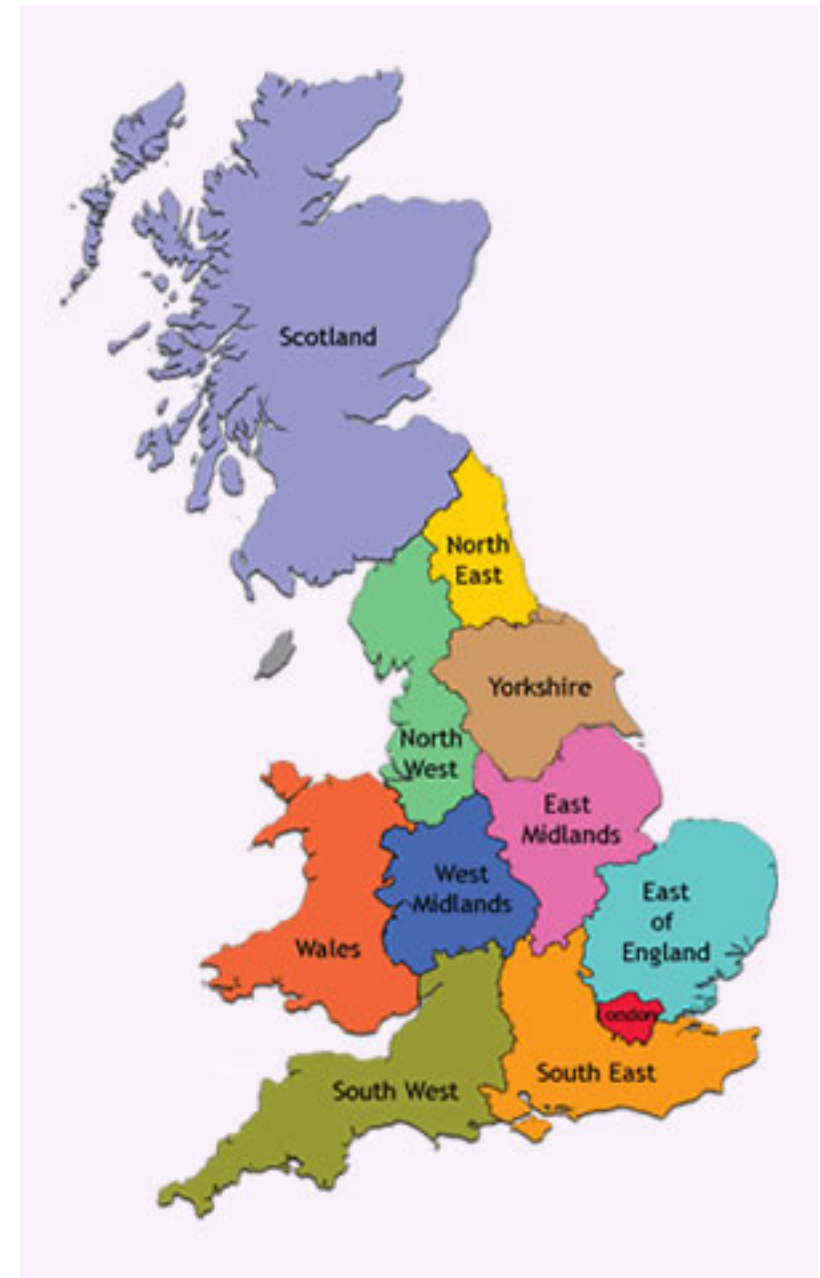 Scotland
North
East
Yorkshire
North
West
East
Midlands
West
Midlands
East
of
England
Wales
London
South East
South West